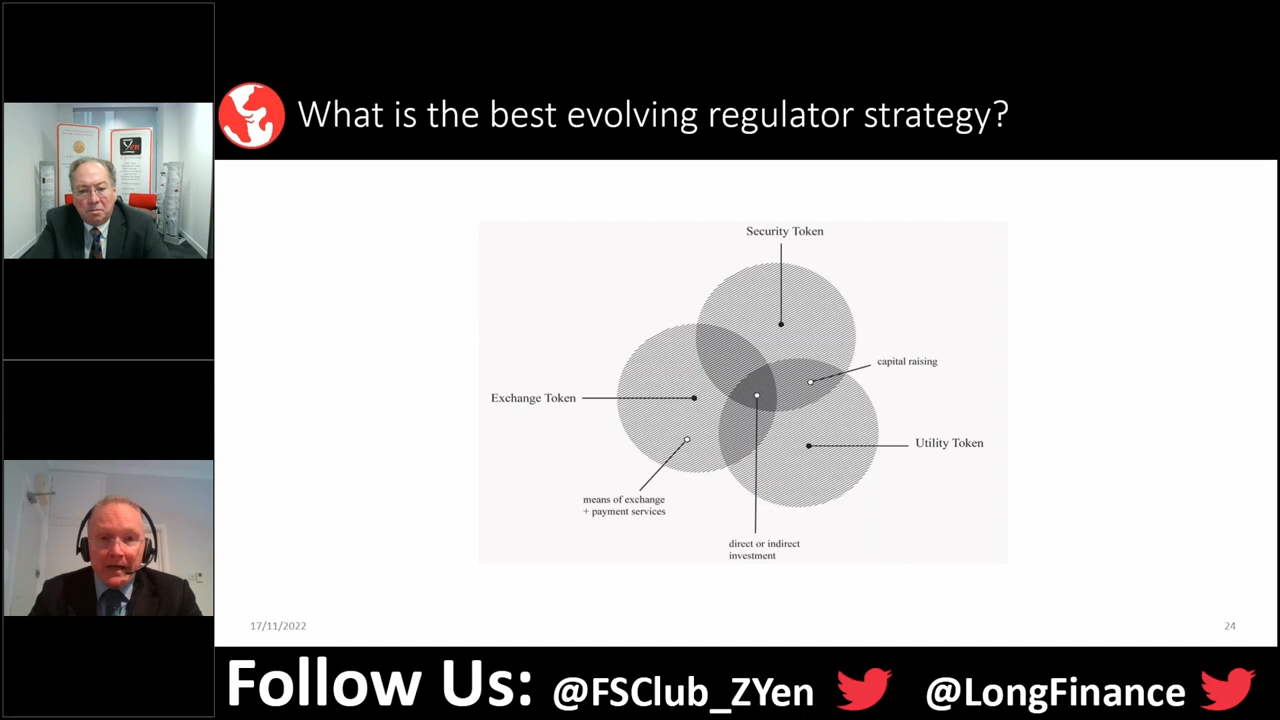 What is the best evolving regulator strategy?
Security Token
capital raising
Exchange Token
Utility Token
means of exchange
+ payment services
direct or indirect
investment
17/11/2022
24
Follow Us: @FSClub_ZYen @LongFinance